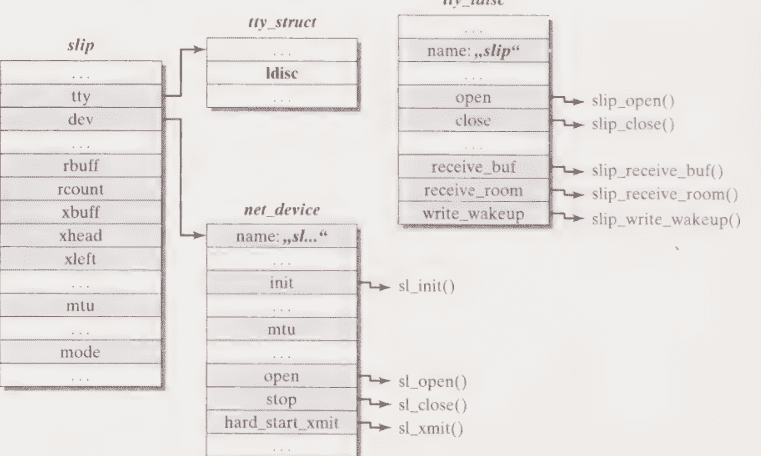 slip
. . .
tty
dev
. . .
rbuff
rcount
xbuff
xhead
xleft
. . .
mtu
. . .
mode
. . .
tty_struct
. . .
ldisc
. . .
net_device
name: „sl...“
. . .
init
. . .
mtu
. . .
open
stop
hard_start_xmit
. . .
sl_init()
sl_open()
sl_close()
sl_xmit()
tty_ldisc
. . .
name: „slip“
. . .
open
close
. . .
receive_buf
receive_room
write_wakeup
slip_open()
slip_close()
slip_receive_buf()
slip_receive_room()
slip_write_wakeup()